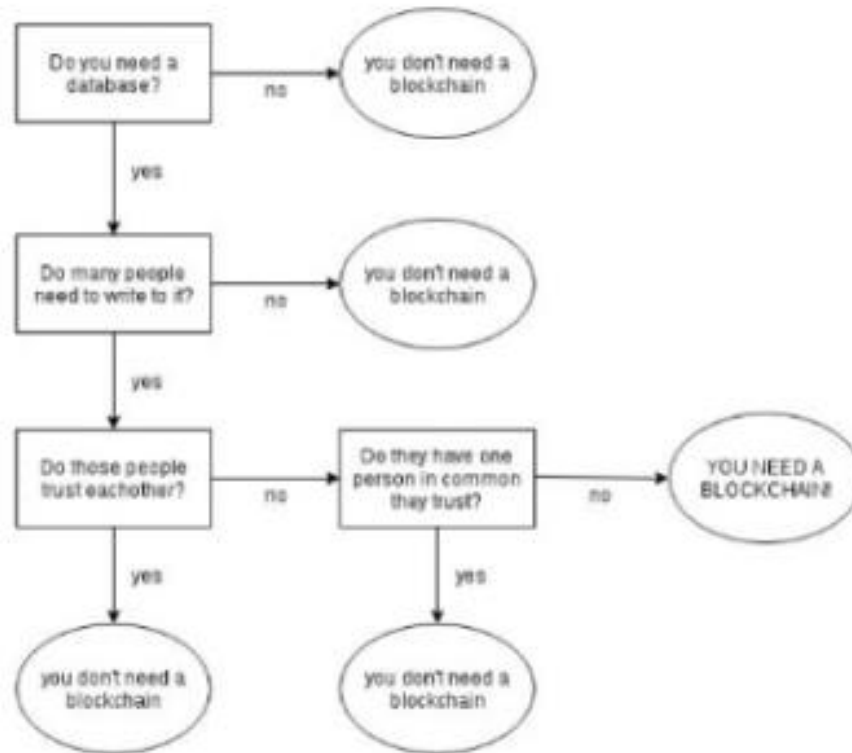 Do you need a
database?
no
you don't need a
blockchain
yes
Do many people
need to write to it?
no
you don't need a
blockchain
yes
Do those people
trust eachother?
no
Do they have one
person in common
they trust?
no
YOU NEED A
BLOCKCHAIN!
yes
yes
you don't need a
blockchain
you don't need a
blockchain